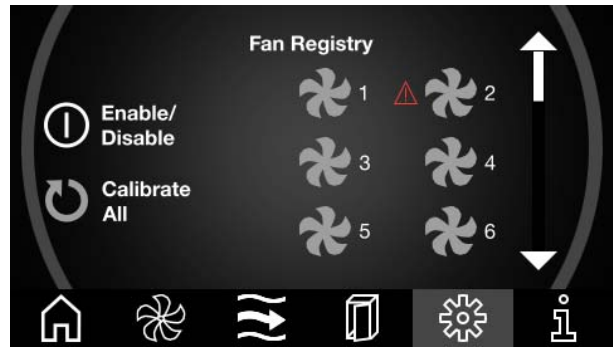 Fan Registry
1
2
Enable/
Disable
3
4
Calibrate
All
5
6